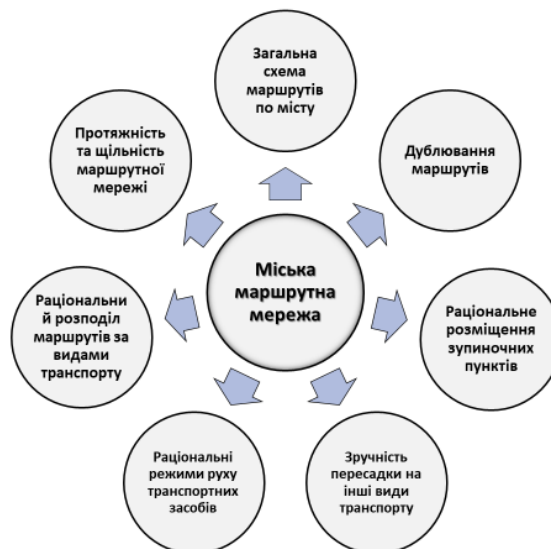 Загальна
схема
маршрутів
по місту
Дублювання
маршрутів
Раціональне
розміщення
зупиночних
пунктів
Зручність
пересадки на
інші види
транспорту
Раціональні
режими руху
транспортних
засобів
Раціональни
й розподіл
маршрутів за
видами
транспорту
Протяжність
та щільність
маршрутної
мережі
Міська
маршрутна
мережа